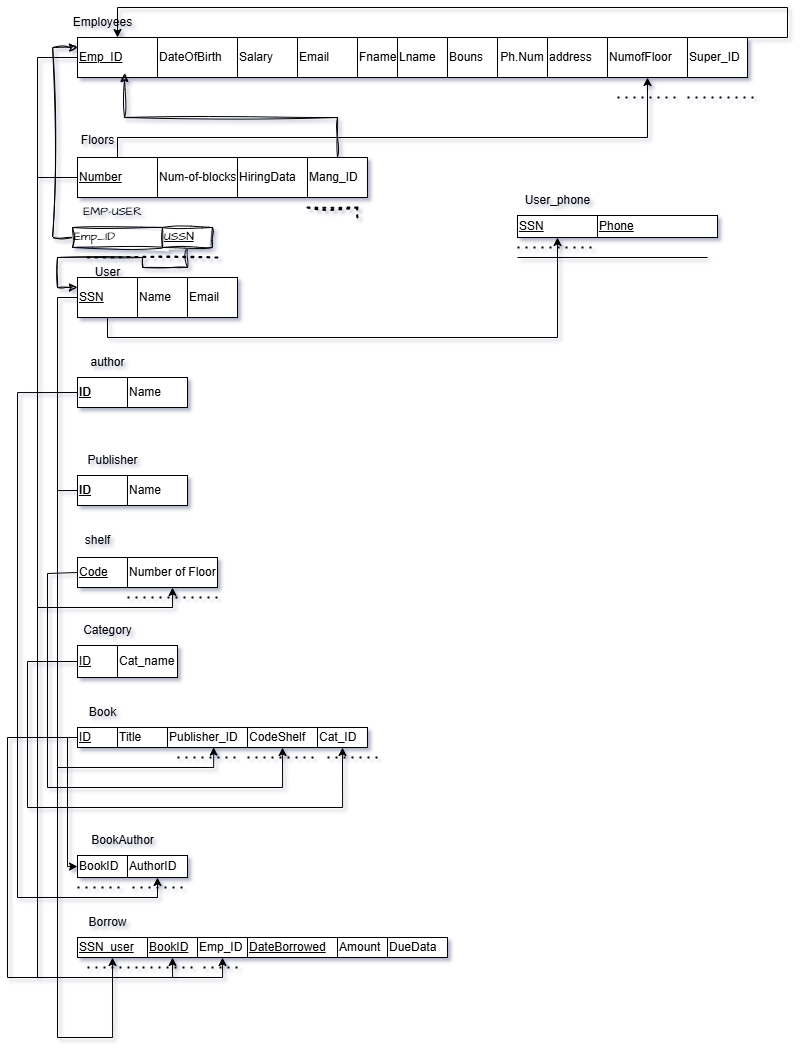 Employees
Emp_ID DateOfBirth Salary Email Fname Lname Bouns Ph.Num address NumofFloor Super_ID
Floors
Number Num-of-blocks HiringData Mang_ID
EMP-USER
Emp_ID USSN
User_phone
SSN Phone
User
SSN Name Email
author
ID Name
Publisher
ID Name
shelf
Code Number of Floor
Category
ID Cat_name
Book
ID Title Publisher_ID CodeShelf Cat_ID
BookAuthor
BookID AuthorID
Borrow
SSN_user BookID Emp_ID DateBorrowed Amount DueData